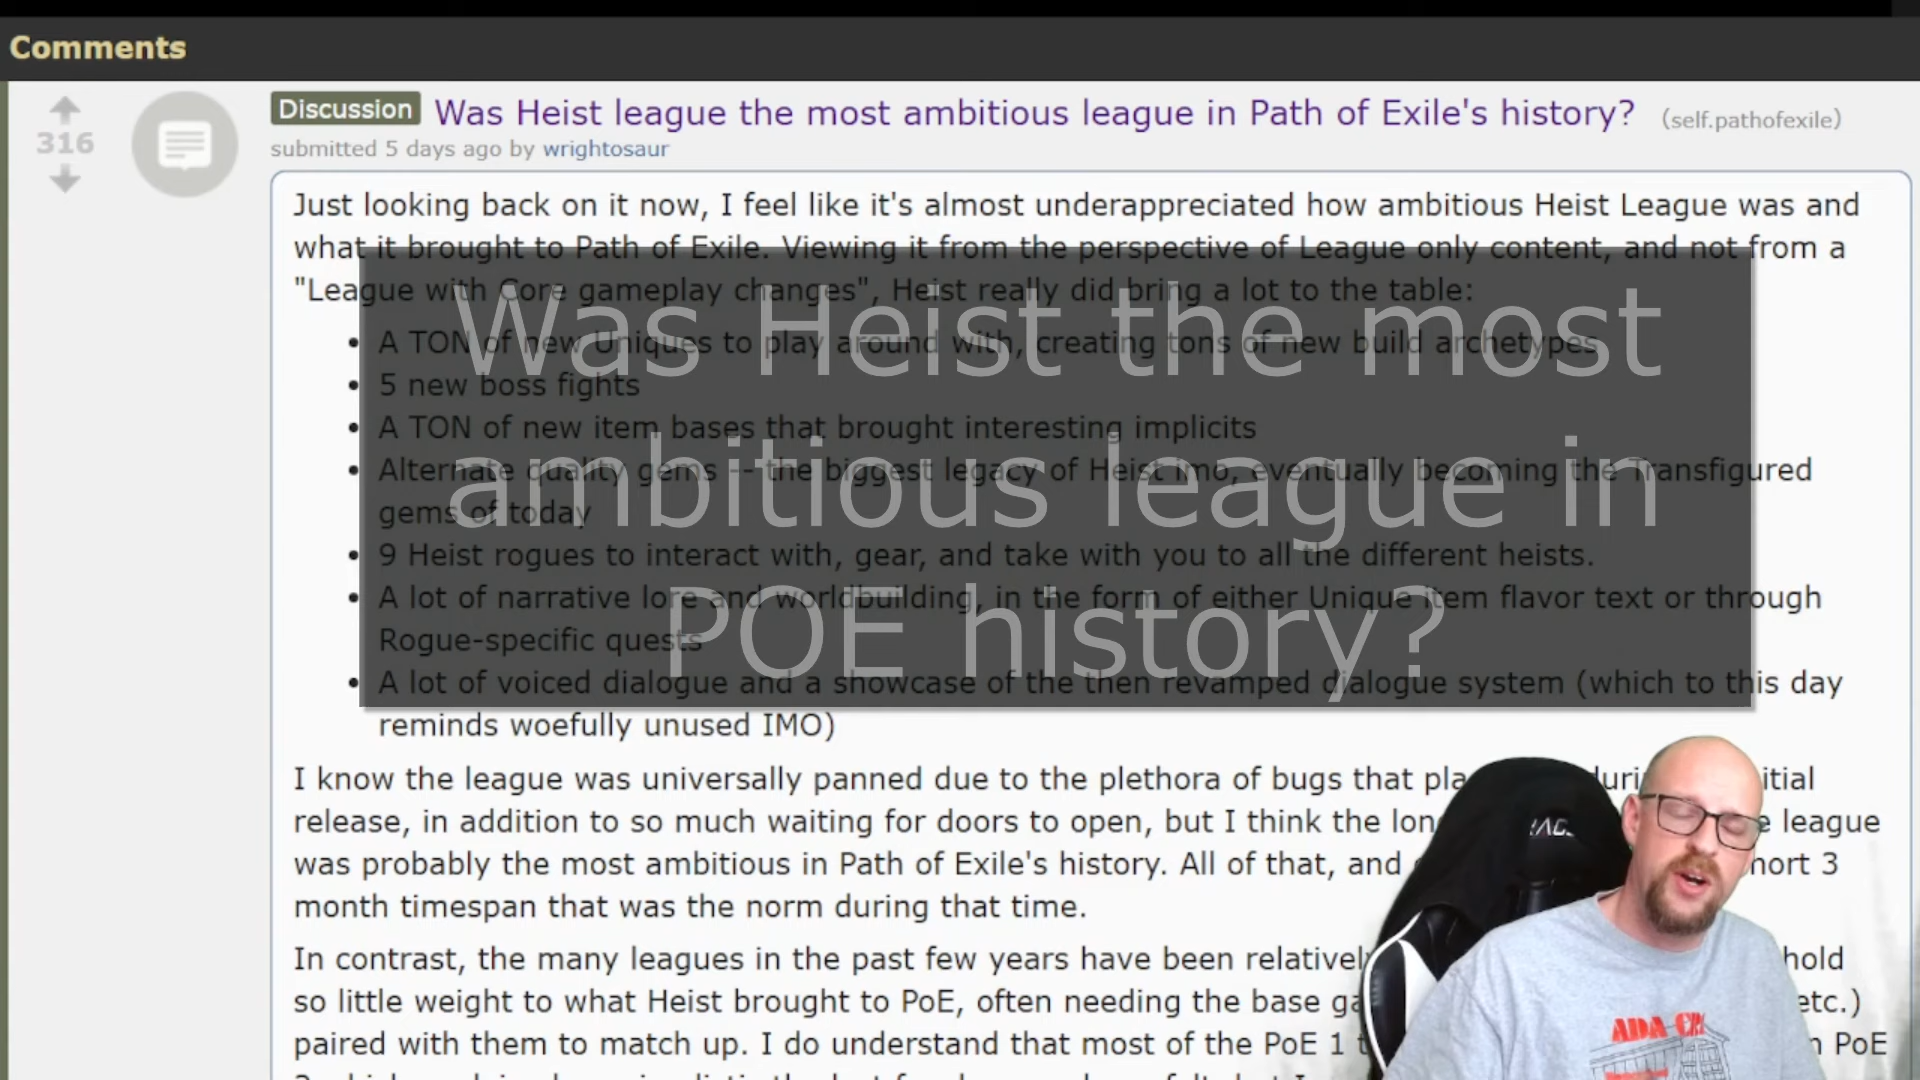 Comments
316
Discussion Was Heist league the most ambitious league in Path of Exile's history? (self.pathofexile)
submitted 5 days ago by wrightosaur
Just looking back on it now, I feel like it's almost underappreciated how ambitious Heist League was and
what it brought to Path of Exile. Viewing it from the perspective of League only content, and not from a
"League with Core gameplay changes", Heist really did bring a lot to the table:
A TON of new Uniques to play around with, creating tons of new build archetypes
5 new boss fights
A TON of new item bases that brought interesting implicits
Alternate quality gems -- the biggest legacy of Heist imo, eventually becoming the Transfigured
gems of today
9 Heist rogues to interact with, gear, and take with you to all the different heists.
A lot of narrative lore and worldbuilding, in the form of either Unique item flavor text or through
Rogue-specific quests
A lot of voiced dialogue and a showcase of the then revamped dialogue system (which to this day
reminds woefully unused IMO)
Was Heist the most
ambitious league in
POE history?
I know the league was universally panned due to the plethora of bugs that
release, in addition to so much waiting for doors to open, but I think the league
was probably the most ambitious in Path of Exile's history. All of that, and 3
month timespan that was the norm during that time.
In contrast, the many leagues in the past few years have been hold
so little weight to what Heist brought to PoE, often needing the base etc.)
paired with them to match up. I do understand that most of the PoE 1 PoE
ADA